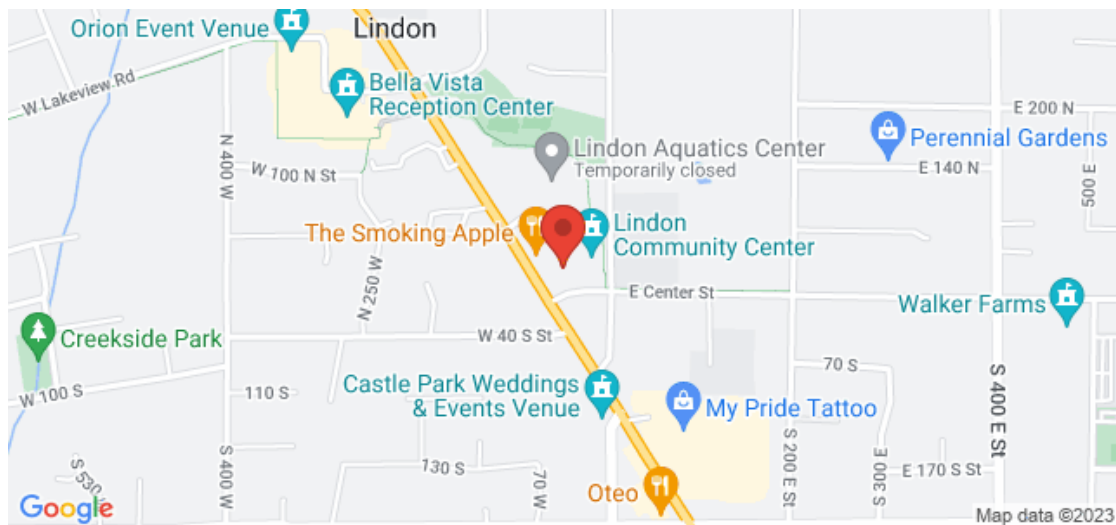 Orion Event Venue
Lindon
W Lakeview Rd
Bella Vista
Reception Center
E 200 N
Perennial Gardens
E 140 N
500 E
Lindon Aquatics Center
Temporarily closed
N 400 W
W 100 N St
The Smoking Apple
Lindon
Community Center
N 250 W
E Center St
Walker Farms
W 40 S St
Creekside Park
W 100 S
110 S
Castle Park Weddings
& Events Venue
My Pride Tattoo
70 S
S 400 E St
S 530 W
S 400 W
130 S
70 W
Oteo
S 200 E St
S 300 E
E 170 S St
Google
Map data ©2023